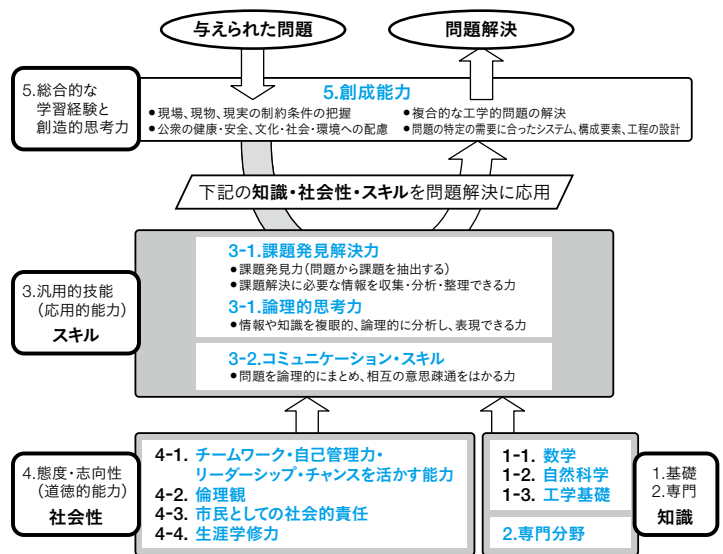 与えられた問題
問題解決
5.総合的な
学習経験と
創造的思考力
5.創成能力
●現場、現物、現実の制約条件の把握
●公衆の健康・安全、文化・社会・環境への配慮
●複合的な工学的問題の解決
●問題の特定の需要に合ったシステム、構成要素、工程の設計
下記の知識・社会性・スキルを問題解決に応用
3.汎用的技能
(応用的能力)
スキル
3-1.課題発見解決力
●課題発見力(問題から課題を抽出する)
●課題解決に必要な情報を収集・分析・整理できる力
3-1.論理的思考力
●情報や知識を複眼的、論理的に分析し、表現できる力
3-2.コミュニケーション・スキル
●問題を論理的にまとめ、相互の意思疎通をはかる力
4.態度・志向性
(道徳的能力)
社会性
4-1. チームワーク・自己管理力・
リーダーシップ・チャンスを活かす能力
4-2. 倫理観
4-3. 市民としての社会的責任
4-4. 生涯学修力
1-1. 数学
1-2. 自然科学
1-3. 工学基礎
2.専門分野
1.基礎
2.専門
知識